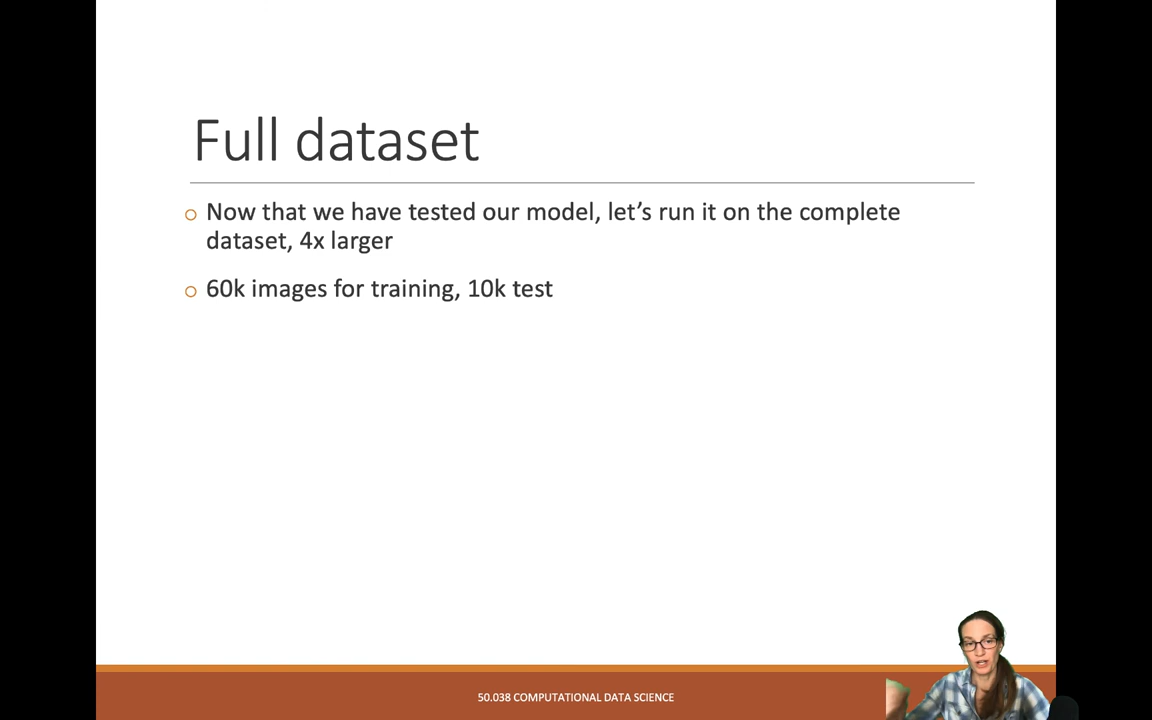 Full dataset
Now that we have tested our model, let's run it on the complete
dataset, 4x larger
60k images for training, 10k test
50.038 COMPUTATIONAL DATA SCIENCE